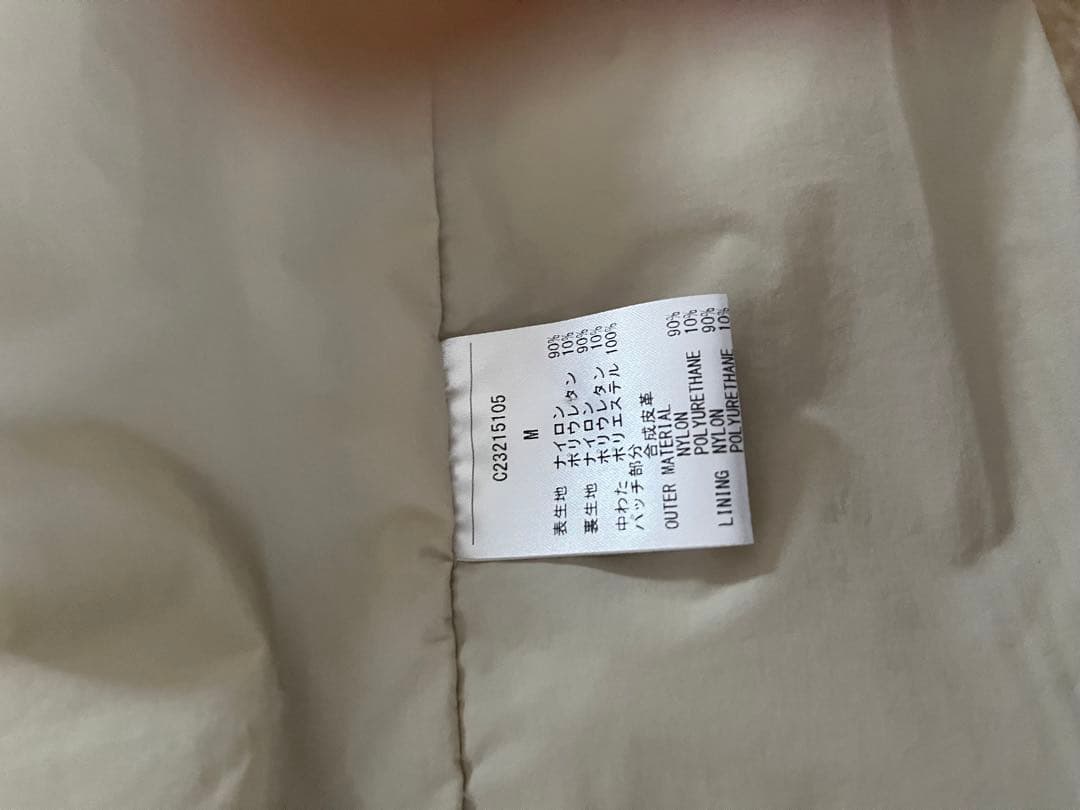 C23215105
M
表生地 ナイロン 90%
ポリウレタン 10%
裏生地 ナイロン 90%
ポリウレタン 10%
中わた ポリエステル 100%
パッチ部分
合成皮革
OUTER MATERIAL
NYLON 90%
POLYURETHANE 10%
LINING NYLON 90%
POLYURETHANE 10%